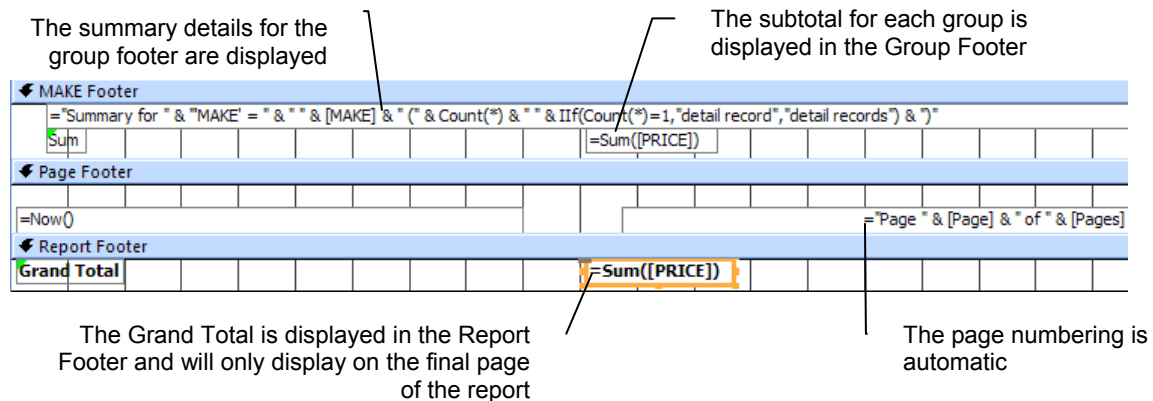 The summary details for the
group footer are displayed
The subtotal for each group is
displayed in the Group Footer
MAKE Footer
="Summary for " & "'MAKE' = " & " " & [MAKE] & " (" & Count(*) & " " & IIf(Count(*)=1,"detail record","detail records") & ")"
Sum
=Sum([PRICE])
Page Footer
=Now()
="Page " & [Page] & " of " & [Pages]
Report Footer
Grand Total
=Sum([PRICE])
The Grand Total is displayed in the Report
Footer and will only display on the final page
of the report
The page numbering is
automatic